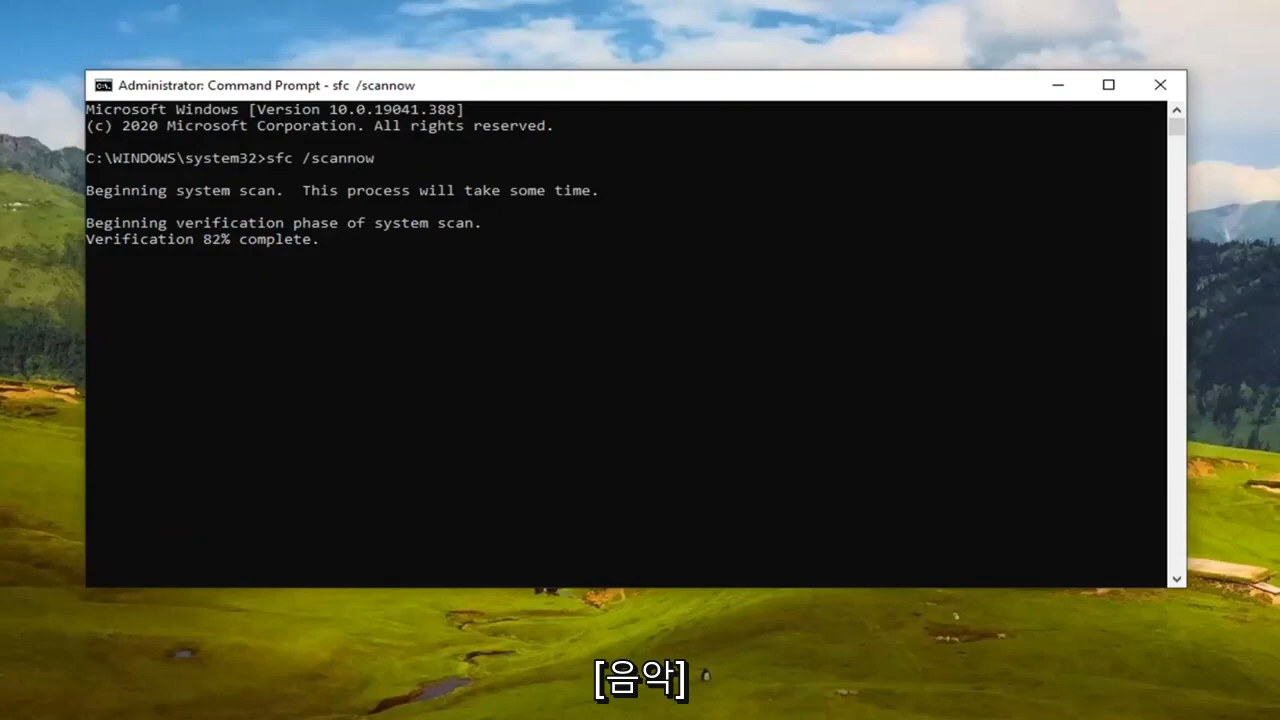 Administrator: Command Prompt - sfc  /scannow
Microsoft Windows [Version 10.0.19041.388]
(c) 2020 Microsoft Corporation. All rights reserved.
C:\WINDOWS\system32>sfc /scannow
Beginning system scan.  This process will take some time.
Beginning verification phase of system scan.
Verification 82% complete.
[음악]